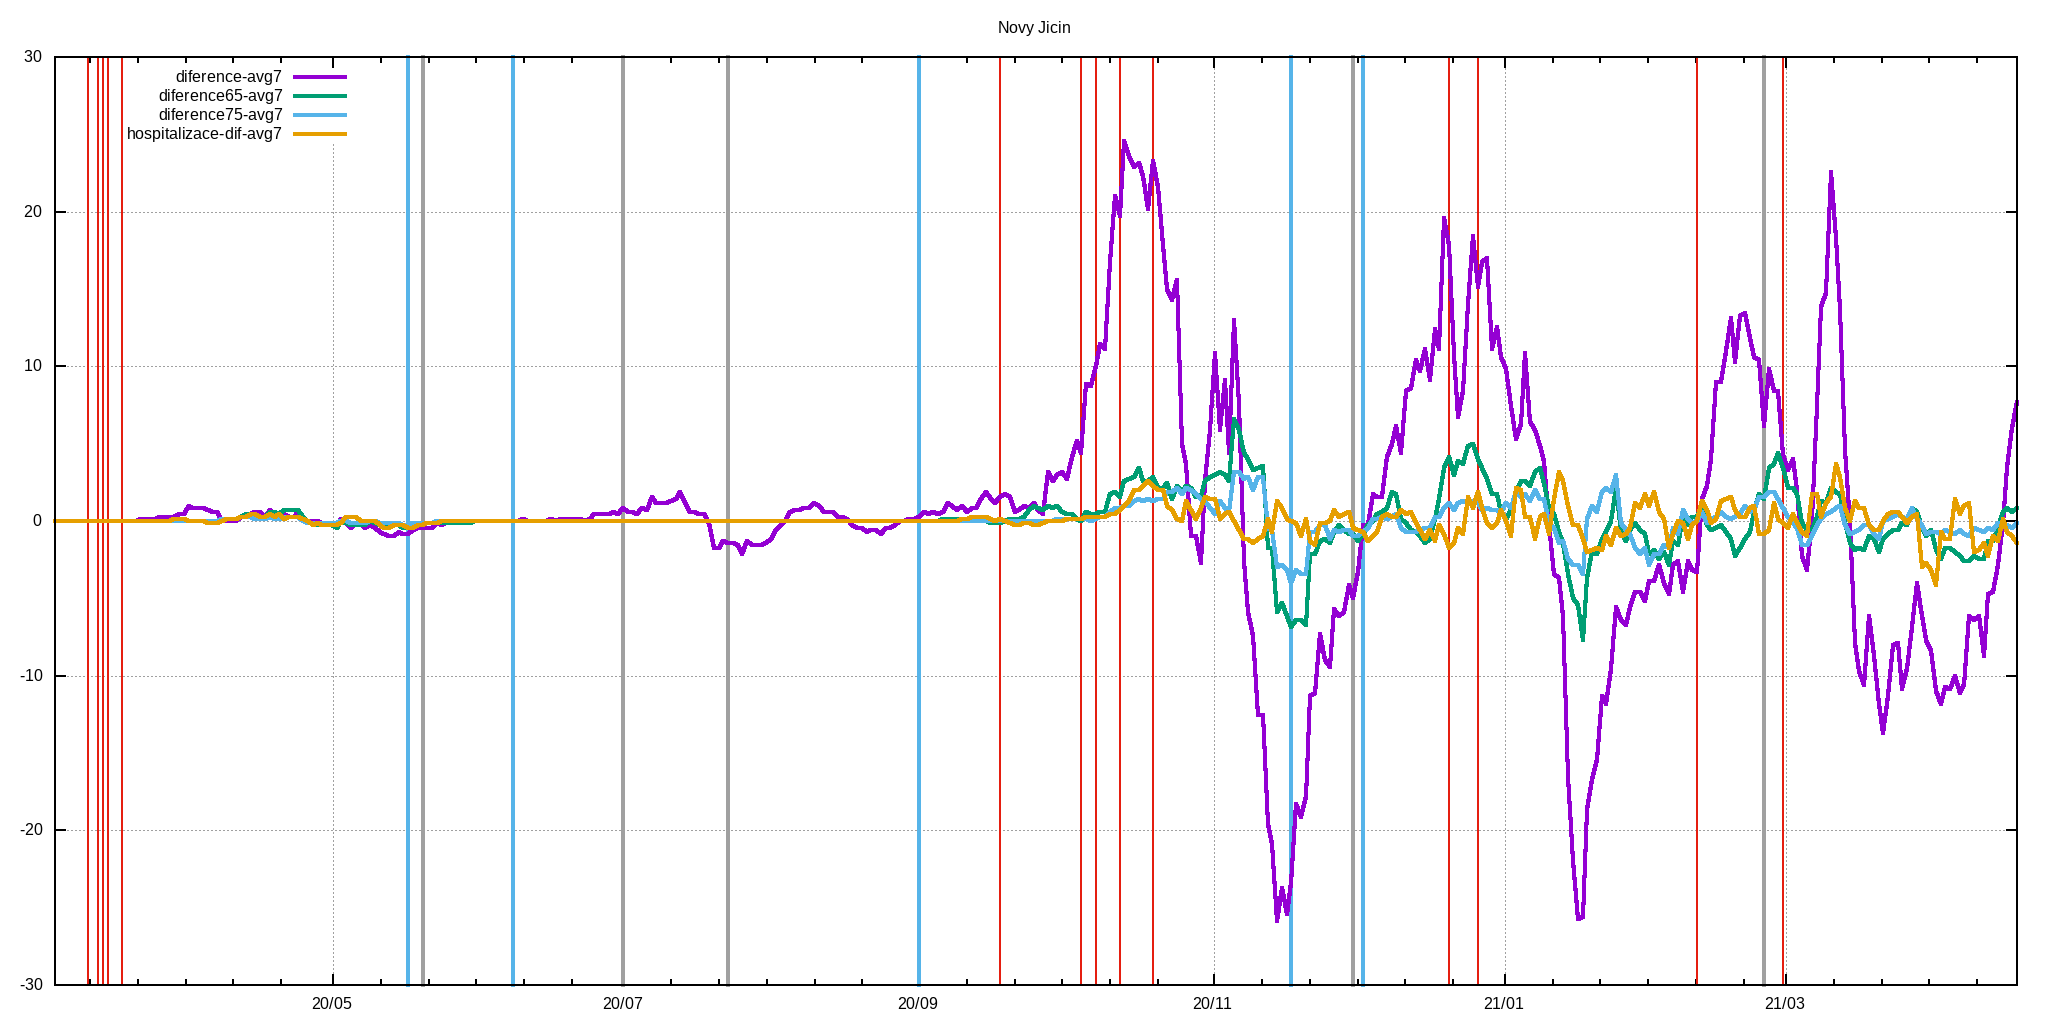 Novy Jicin
30
diference-avg7
diference65-avg7
diference75-avg7
hospitalizace-dif-avg7
20
10
0
-10
-20
-30
20/05
20/07
20/09
20/11
21/01
21/03